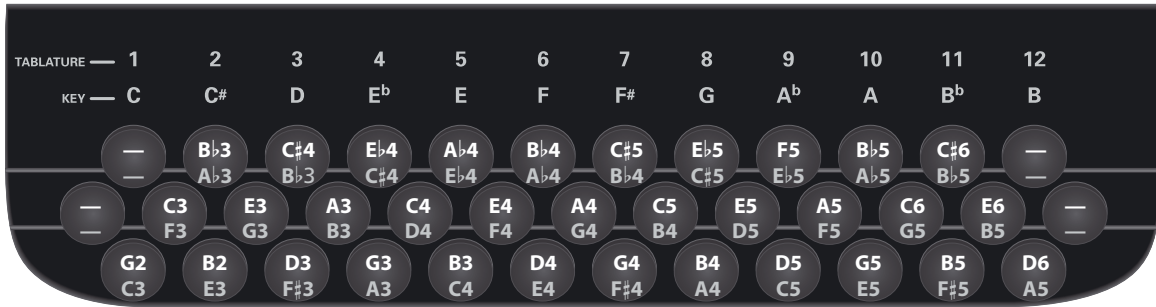 TABLATURE — 1 2 3 4 5 6 7 8 9 10 11 12
KEY — C C# D E♭ E F F# G A♭ A B♭ B
— B♭3 C♯4 E♭4 A♭4 B♭4 C♯5 E♭5 F5 B♭5 C♯6 —
— A♭3 B♭3 C♯4 E♭4 A♭4 B♭4 C♯5 E♭5 A♭5 B♭5 —
— C3 E3 A3 C4 E4 A4 C5 E5 A5 C6 E6 —
— F3 G3 B3 D4 F4 G4 B4 D5 F5 G5 B5 —
G2 B2 D3 G3 B3 D4 G4 B4 D5 G5 B5 D6
C3 E3 F♯3 A3 C4 E4 F♯4 A4 C5 E5 F♯5 A5